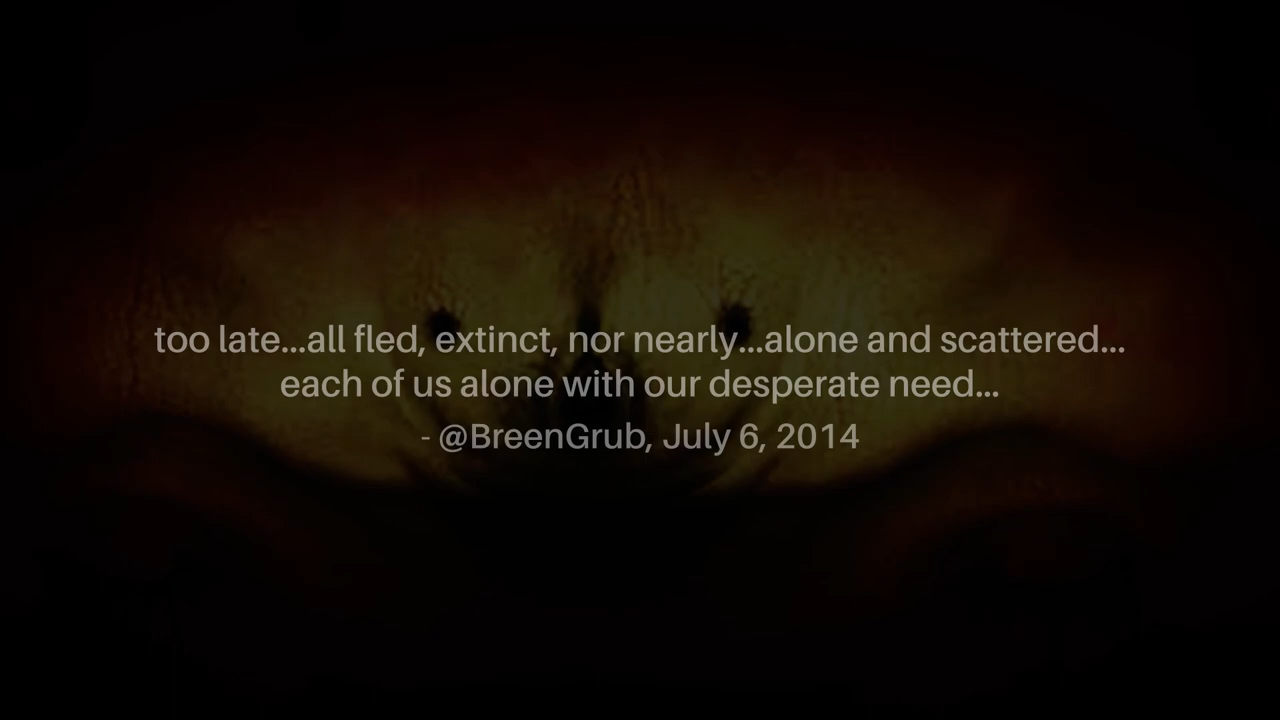 too late...all fled, extinct, nor nearly...alone and scattered...
each of us alone with our desperate need...
- @BreenGrub, July 6, 2014